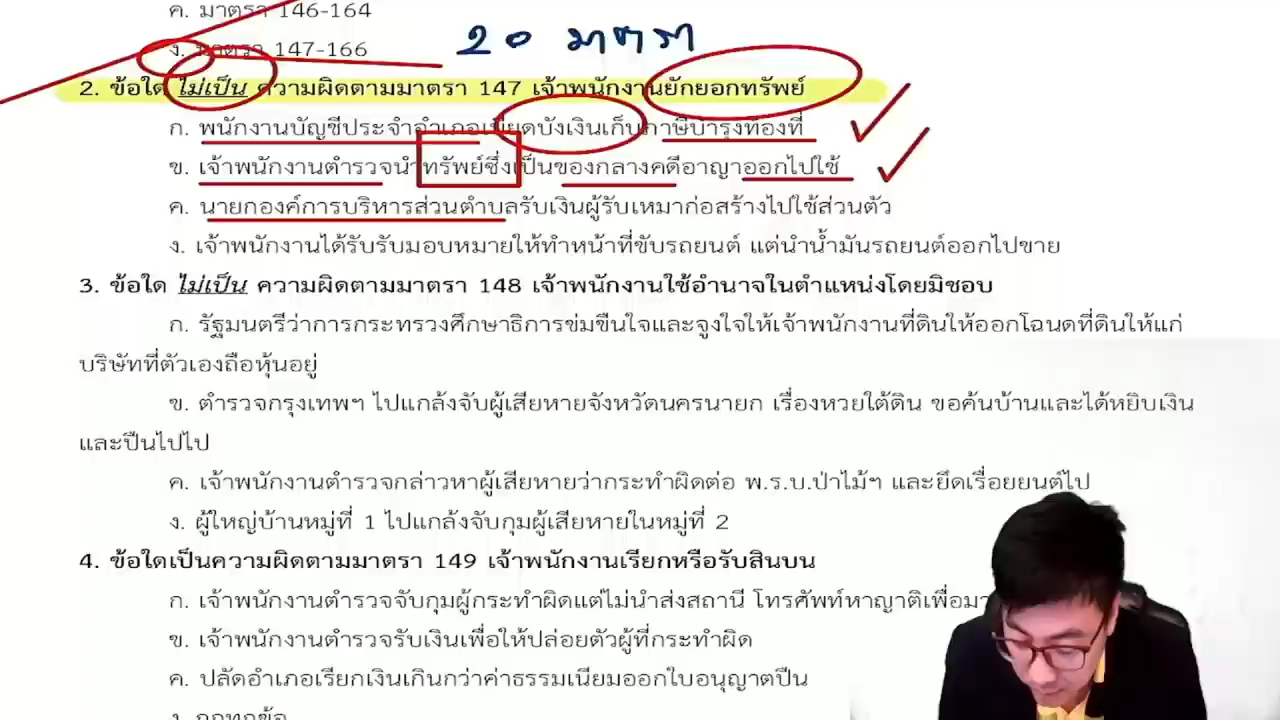 ค. มาตรา 146-164
ง. มาตรา 147-166
20 มาตรา
2. ข้อใด ไม่เป็น ความผิดตามมาตรา 147 เจ้าพนักงานยักยอกทรัพย์
ก. พนักงานบัญชีประจำอำเภอเบียดบังเงินเก็บภาษีบำรุงท้องที่
ข. เจ้าพนักงานตำรวจนำทรัพย์ซึ่งเป็นของกลางคดีอาญาออกไปใช้
ค. นายกองค์การบริหารส่วนตำบลรับเงินผู้รับเหมาก่อสร้างไปใช้ส่วนตัว
ง. เจ้าพนักงานได้รับรับมอบหมายให้ทำหน้าที่ขับรถยนต์ แต่นำน้ำมันรถยนต์ออกไปขาย
3. ข้อใด ไม่เป็น ความผิดตามมาตรา 148 เจ้าพนักงานใช้อำนาจในตำแหน่งโดยมิชอบ
ก. รัฐมนตรีว่าการกระทรวงศึกษาธิการข่มขืนใจและจูงใจให้เจ้าพนักงานที่ดินให้ออกโฉนดที่ดินให้แก่
บริษัทที่ตัวเองถือหุ้นอยู่
ข. ตำรวจกรุงเทพฯ ไปแกล้งจับผู้เสียหายจังหวัดนครนายก เรื่องหวยใต้ดิน ขอค้นบ้านและได้หยิบเงิน
และปืนไปไป
ค. เจ้าพนักงานตำรวจกล่าวหาผู้เสียหายว่ากระทำผิดต่อ พ.ร.บ.ป่าไม้ฯ และยึดเรื่อยยนต์ไป
ง. ผู้ใหญ่บ้านหมู่ที่ 1 ไปแกล้งจับกุมผู้เสียหายในหมู่ที่ 2
4. ข้อใดเป็นความผิดตามมาตรา 149 เจ้าพนักงานเรียกหรือรับสินบน
ก. เจ้าพนักงานตำรวจจับกุมผู้กระทำผิดแต่ไม่นำส่งสถานี โทรศัพท์หาญาติเพื่อ
ข. เจ้าพนักงานตำรวจรับเงินเพื่อให้ปล่อยตัวผู้ที่กระทำผิด
ค. ปลัดอำเภอเรียกเงินเกินกว่าค่าธรรมเนียมออกใบอนุญาตปืน
ง. ถูกทุกข้อ